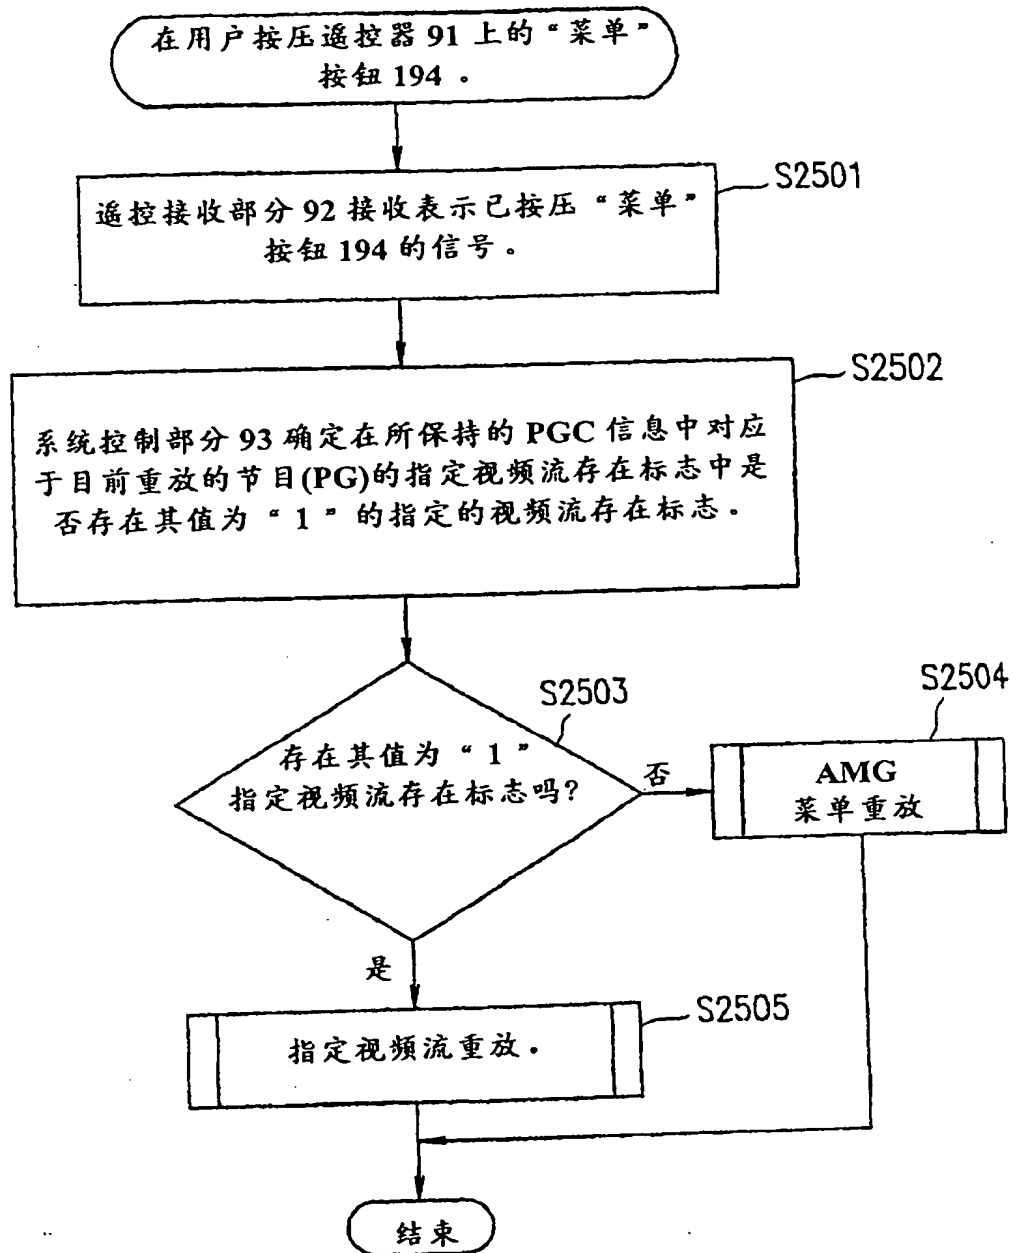 在用户按压遥控器 91 上的“菜单”
按钮 194 。
S2501
遥控接收部分 92 接收表示已按压“菜单”
按钮 194 的信号。
S2502
系统控制部分 93 确定在所保持的 PGC 信息中对应
于目前重放的节目(PG)的指定视频流存在标志中是
否存在其值为“1”的指定的视频流存在标志.
S2503
存在其值为“1”
指定视频流存在标志吗?
否
S2504
AMG
菜单重放
是
S2505
指定视频流重放.
结束